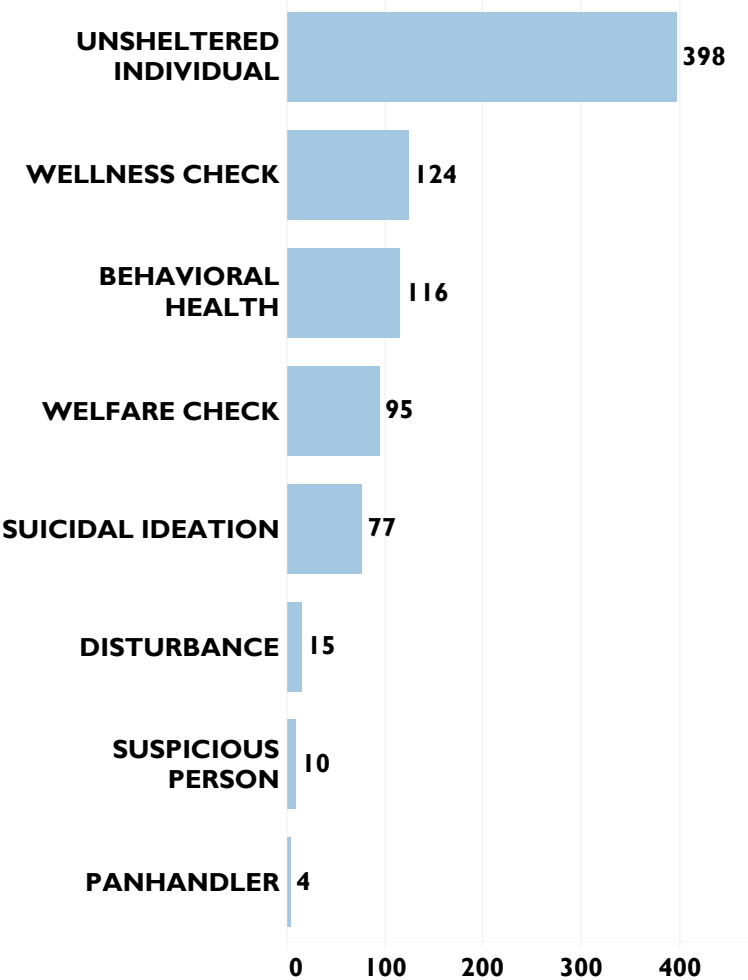 UNSHELTERED
INDIVIDUAL
398
WELLNESS CHECK
124
BEHAVIORAL
HEALTH
116
WELFARE CHECK
95
SUICIDAL IDEATION
77
DISTURBANCE
15
SUSPICIOUS
PERSON
10
PANHANDLER
4
0 100 200 300 400